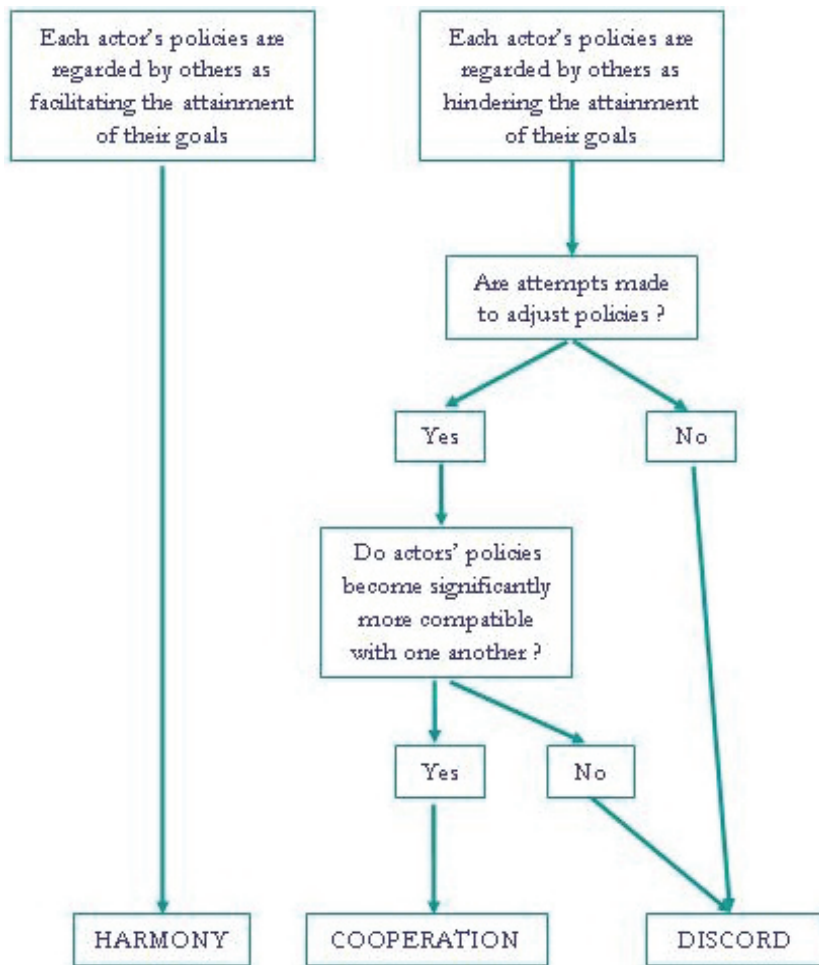 Each actor's policies are
regarded by others as
facilitating the attainment
of their goals
Each actor's policies are
regarded by others as
hindering the attainment
of their goals
Are attempts made
to adjust policies ?
Yes
No
Do actors' policies
become significantly
more compatible
with one another ?
Yes
No
HARMONY
COOPERATION
DISCORD